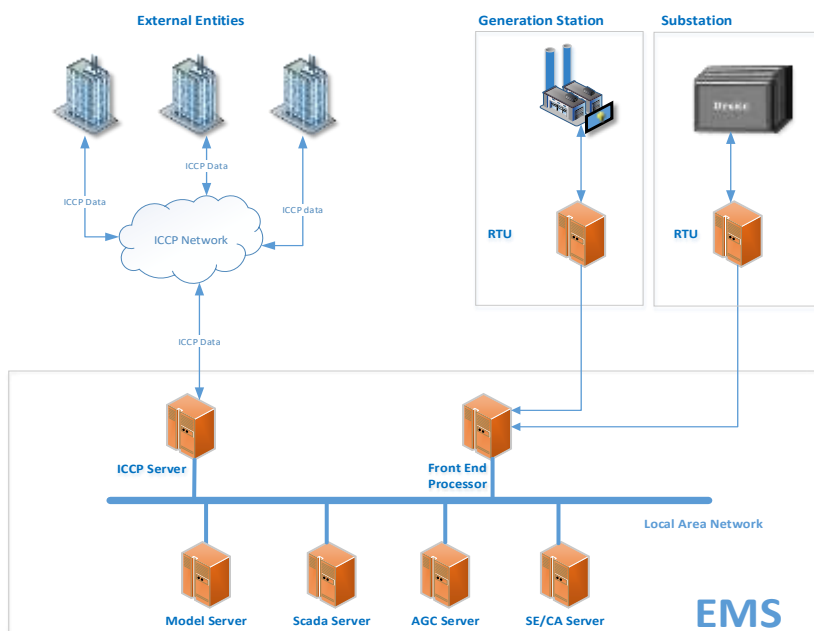 External Entities
Generation Station
Substation
ICCP Data
ICCP Data
ICCP data
ICCP Network
RTU
RTU
ICCP Data
ICCP Server
Front End
Processor
Local Area Network
Model Server
Scada Server
AGC Server
SE/CA Server
EMS